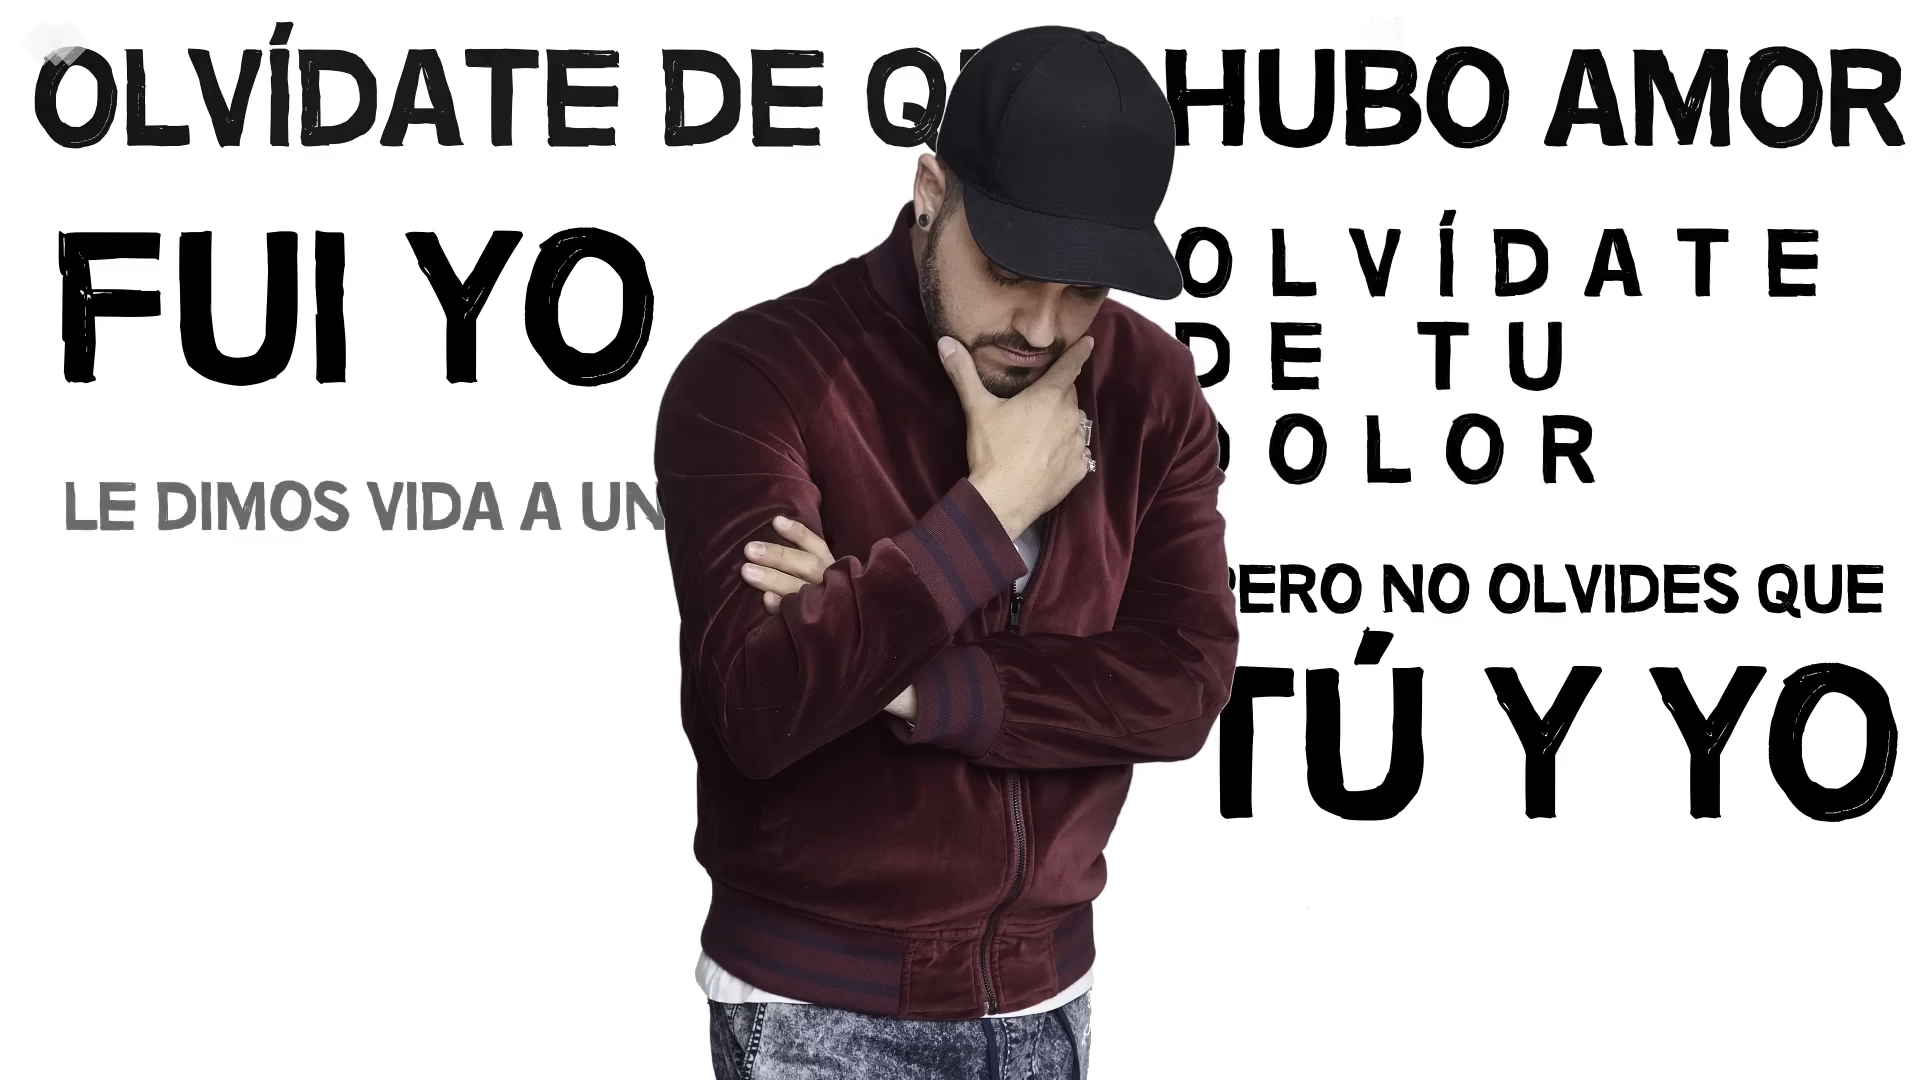 OLVÍDATE DE QUE HUBO AMOR
FUI YO
LE DIMOS VIDA A UN
OLVÍDATE
DE TU
DOLOR
PERO NO OLVIDES QUE
TÚ Y YO